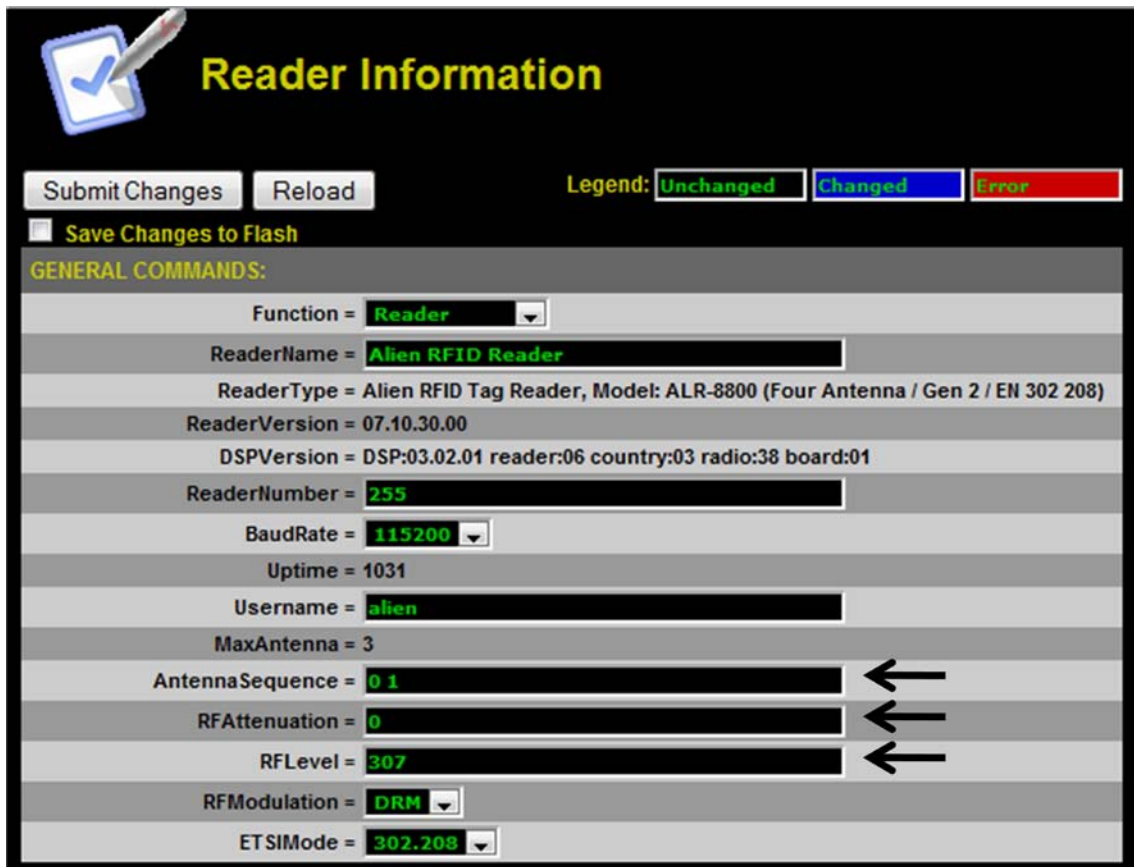 Reader Information
Submit Changes Reload Legend: Unchanged Changed Error
Save Changes to Flash
GENERAL COMMANDS:
Function = Reader
ReaderName = Alien RFID Reader
ReaderType = Alien RFID Tag Reader, Model: ALR-8800 (Four Antenna / Gen 2 / EN 302 208)
ReaderVersion = 07.10.30.00
DSPVersion = DSP:03.02.01 reader:06 country:03 radio:38 board:01
ReaderNumber = 255
BaudRate = 115200
Uptime = 1031
Username = alien
MaxAntenna = 3
AntennaSequence = 0 1
RFAttenuation = 0
RFLevel = 307
RFModulation = DRM
ETSIMode = 302.208